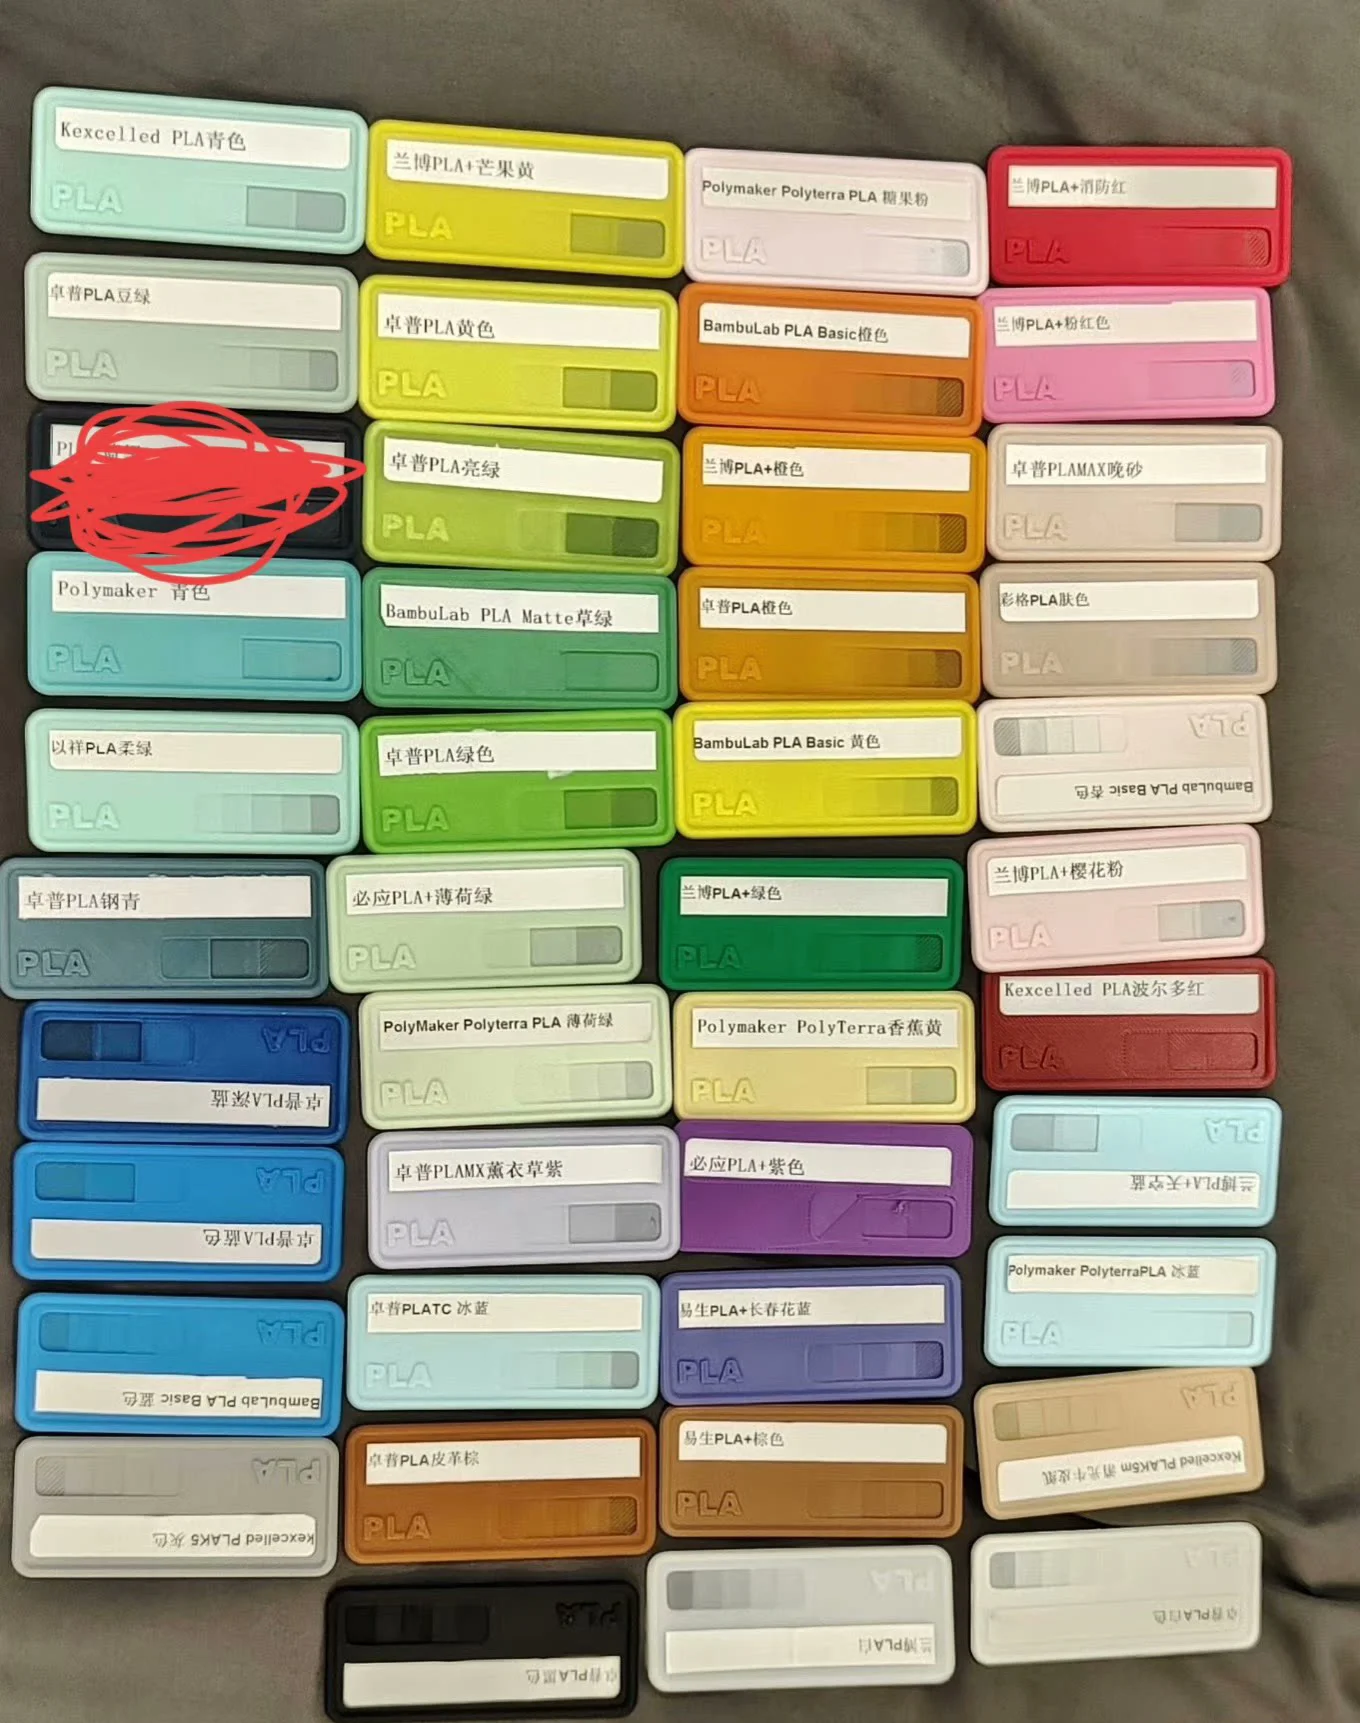 Kexcelled PLA青色
PLA
卓普PLA豆绿
PLA
PL
Polymaker 青色
PLA
以祥PLA柔绿
PLA
卓普PLA钢青
PLA
PLA
卓普PLA深蓝
PLA
卓普PLA蓝色
PLA
BambuLab PLA Basic 蓝色
PLA
kexcelled PLAK5 灰色
兰博PLA+芒果黄
PLA
卓普PLA黄色
PLA
卓普PLA亮绿
PLA
BambuLab PLA Matte草绿
PLA
卓普PLA绿色
PLA
必应PLA+薄荷绿
PLA
PolyMaker Polyterra PLA 薄荷绿
PLA
卓普PLAMX薰衣草紫
PLA
卓普PLATC 冰蓝
PLA
卓普PLA皮革棕
PLA
PLA
卓普PLA黑色
Polymaker Polyterra PLA 糖果粉
PLA
BambuLab PLA Basic橙色
PLA
兰博PLA+橙色
PLA
卓普PLA橙色
PLA
BambuLab PLA Basic 黄色
PLA
兰博PLA+绿色
PLA
Polymaker PolyTerra香蕉黄
PLA
必应PLA+紫色
易生PLA+长春花蓝
PLA
易生PLA+棕色
PLA
PLA
兰博PLA白
兰博PLA+消防红
PLA
兰博PLA+粉红色
PLA
卓普PLAMAX晚砂
PLA
彩格PLA肤色
PLA
PLA
BambuLab PLA Basic 杏色
兰博PLA+樱花粉
PLA
Kexcelled PLA波尔多红
PLA
PLA
兰博PLA+天空蓝
Polymaker PolyterraPLA 冰蓝
PLA
PLA
Kexcelled PLAK5m 消光牛皮纸
PLA
卓普PLA白色